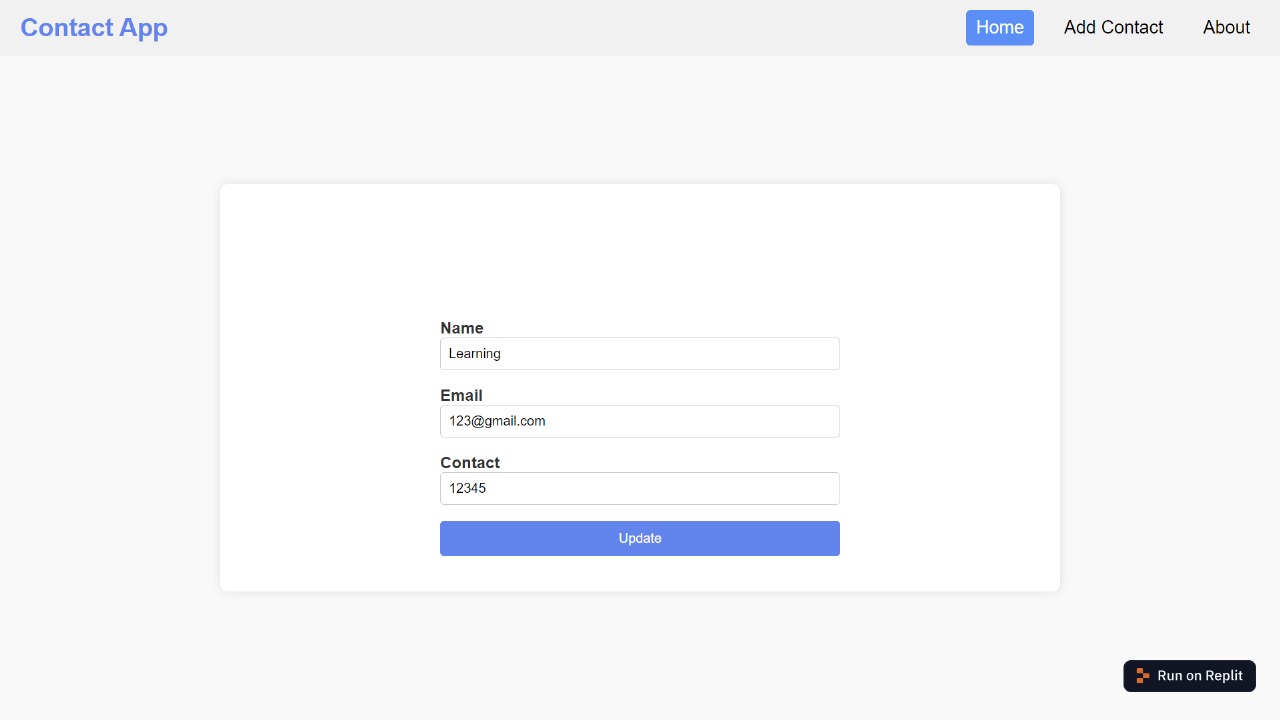 Contact App
Home
Add Contact
About
Name
Learning
Email
123@gmail.com
Contact
12345
Update
Run on Replit